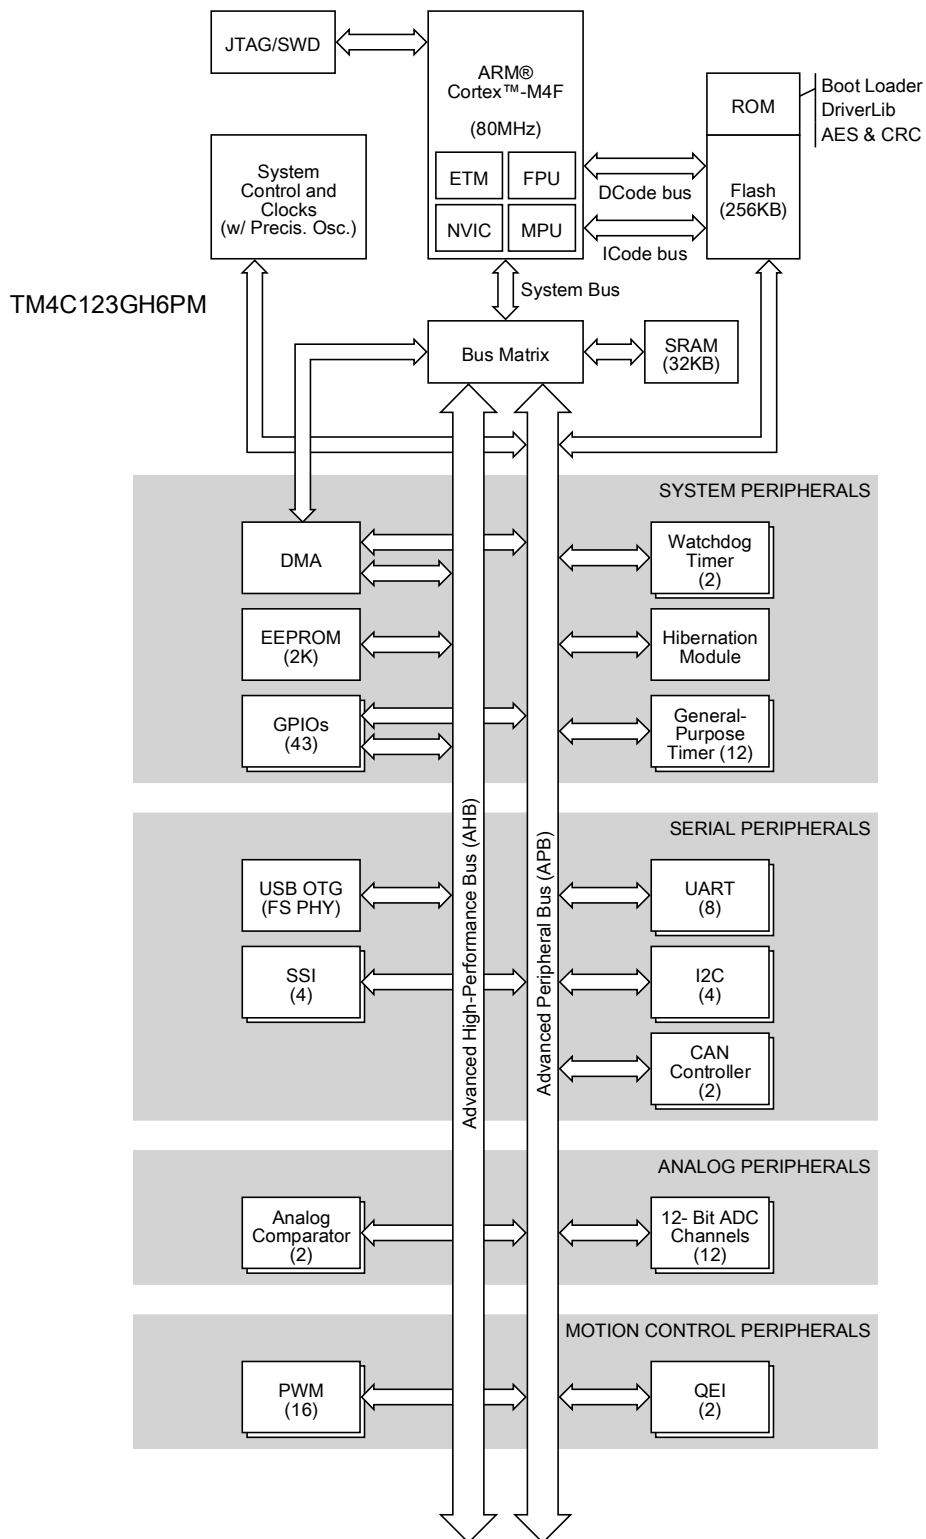 JTAG/SWD
ARM®
Cortex™-M4F
(80MHz)
ETM
FPU
NVIC
MPU
ROM
Boot Loader
DriverLib
AES & CRC
Flash
(256KB)
DCode bus
ICode bus
System
Control and
Clocks
(w/ Precis. Osc.)
TM4C123GH6PM
System Bus
Bus Matrix
SRAM
(32KB)
SYSTEM PERIPHERALS
DMA
Watchdog
Timer
(2)
EEPROM
(2K)
Hibernation
Module
GPIOs
(43)
General-
Purpose
Timer (12)
Advanced High-Performance Bus (AHB)
Advanced Peripheral Bus (APB)
SERIAL PERIPHERALS
USB OTG
(FS PHY)
UART
(8)
SSI
(4)
I2C
(4)
CAN
Controller
(2)
ANALOG PERIPHERALS
Analog
Comparator
(2)
12- Bit ADC
Channels
(12)
MOTION CONTROL PERIPHERALS
PWM
(16)
QEI
(2)